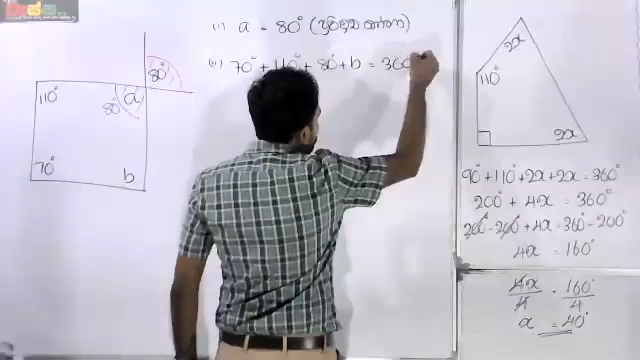 (i) a = 80° (ප්‍රතිමුඛ කෝණ)
(ii) 70° + 110° + 80° + b = 360
80°
110°
80°
a
70°
b
2x
110°
2x
90° + 110° + 2x + 2x = 360°
200° + 4x = 360°
200° - 200° + 4x = 360° - 200°
4x = 160°
4x/4 = 160°/4
x = 40°